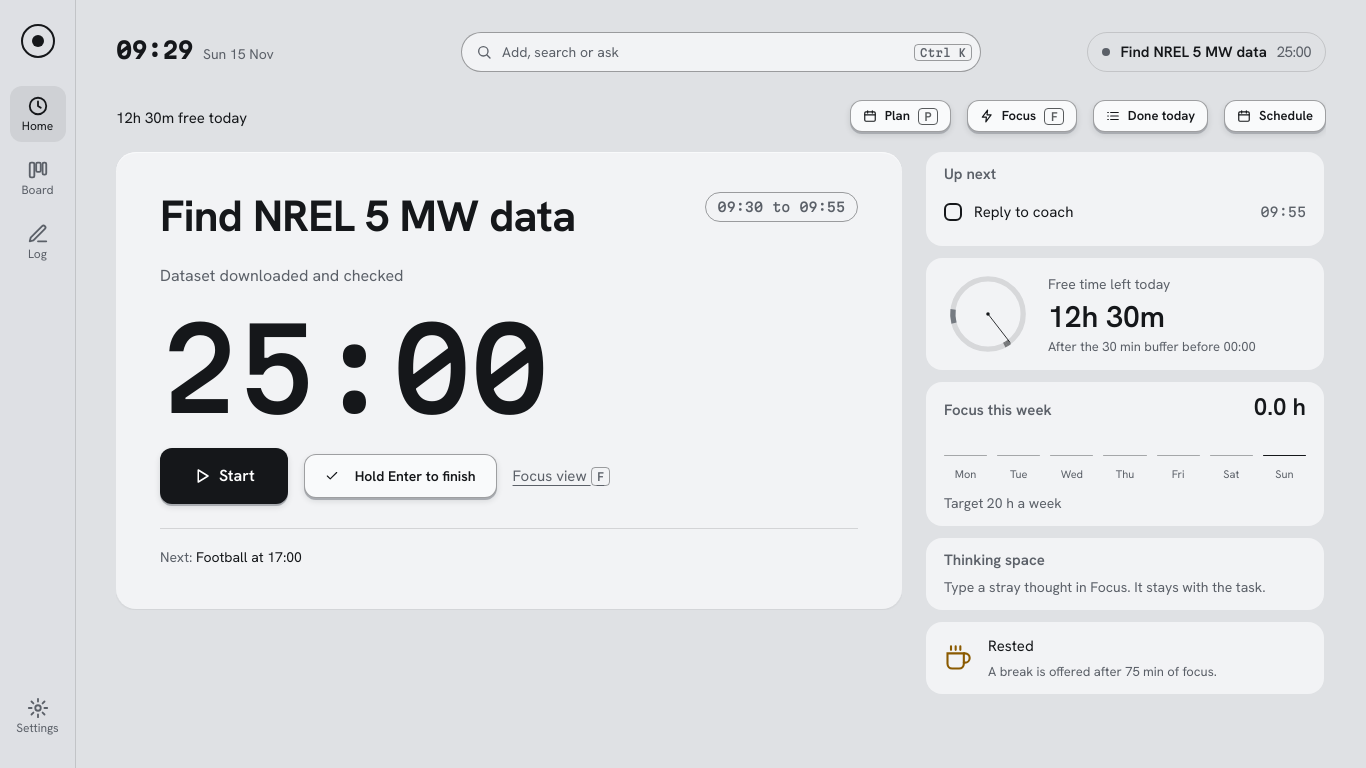 09:29 Sun 15 Nov
Add, search or ask Ctrl K
Find NREL 5 MW data 25:00
Home
Board
Log
Settings
12h 30m free today
Plan P
Focus F
Done today
Schedule
Find NREL 5 MW data
09:30 to 09:55
Dataset downloaded and checked
25:00
Start
Hold Enter to finish
Focus view F
Next: Football at 17:00
Up next
Reply to coach 09:55
Free time left today
12h 30m
After the 30 min buffer before 00:00
Focus this week 0.0 h
Mon Tue Wed Thu Fri Sat Sun
Target 20 h a week
Thinking space
Type a stray thought in Focus. It stays with the task.
Rested
A break is offered after 75 min of focus.